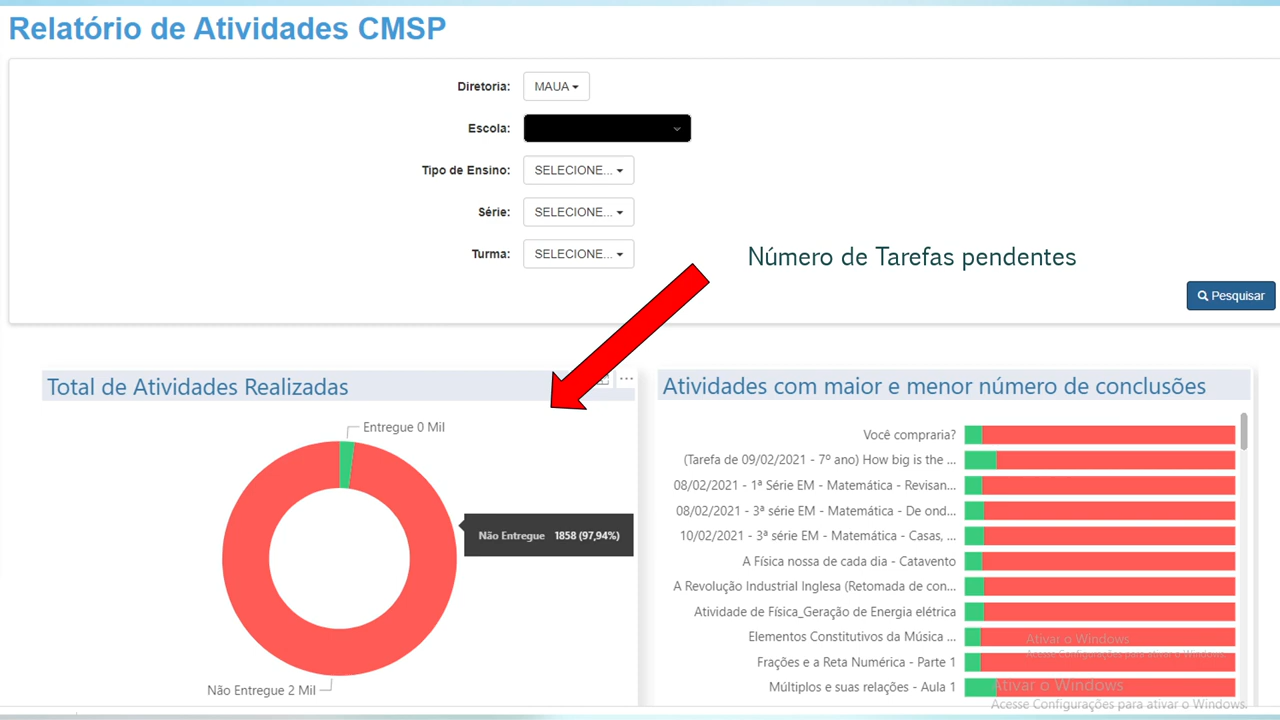 Relatório de Atividades CMSP
Diretoria: MAUA
Escola:
Tipo de Ensino: SELECIONE...
Série: SELECIONE...
Turma: SELECIONE...
Número de Tarefas pendentes
Pesquisar
Total de Atividades Realizadas
Entregue 0 Mil
Não Entregue 1858 (97,94%)
Não Entregue 2 Mil
Atividades com maior e menor número de conclusões
Você compraria?
(Tarefa de 09/02/2021 - 7º ano) How big is the ...
08/02/2021 - 1ª Série EM - Matemática - Revisan...
08/02/2021 - 3ª série EM - Matemática - De ond...
10/02/2021 - 3ª série EM - Matemática - Casas, ...
A Física nossa de cada dia - Catavento
A Revolução Industrial Inglesa (Retomada de con...
Atividade de Física_Geração de Energia elétrica
Elementos Constitutivos da Música ...
Frações e a Reta Numérica - Parte 1
Múltiplos e suas relações - Aula 1
Ativar o Windows
Acesse Configurações para ativar o Windows.
Ativar o Windows
Acesse Configurações para ativar o Windows.